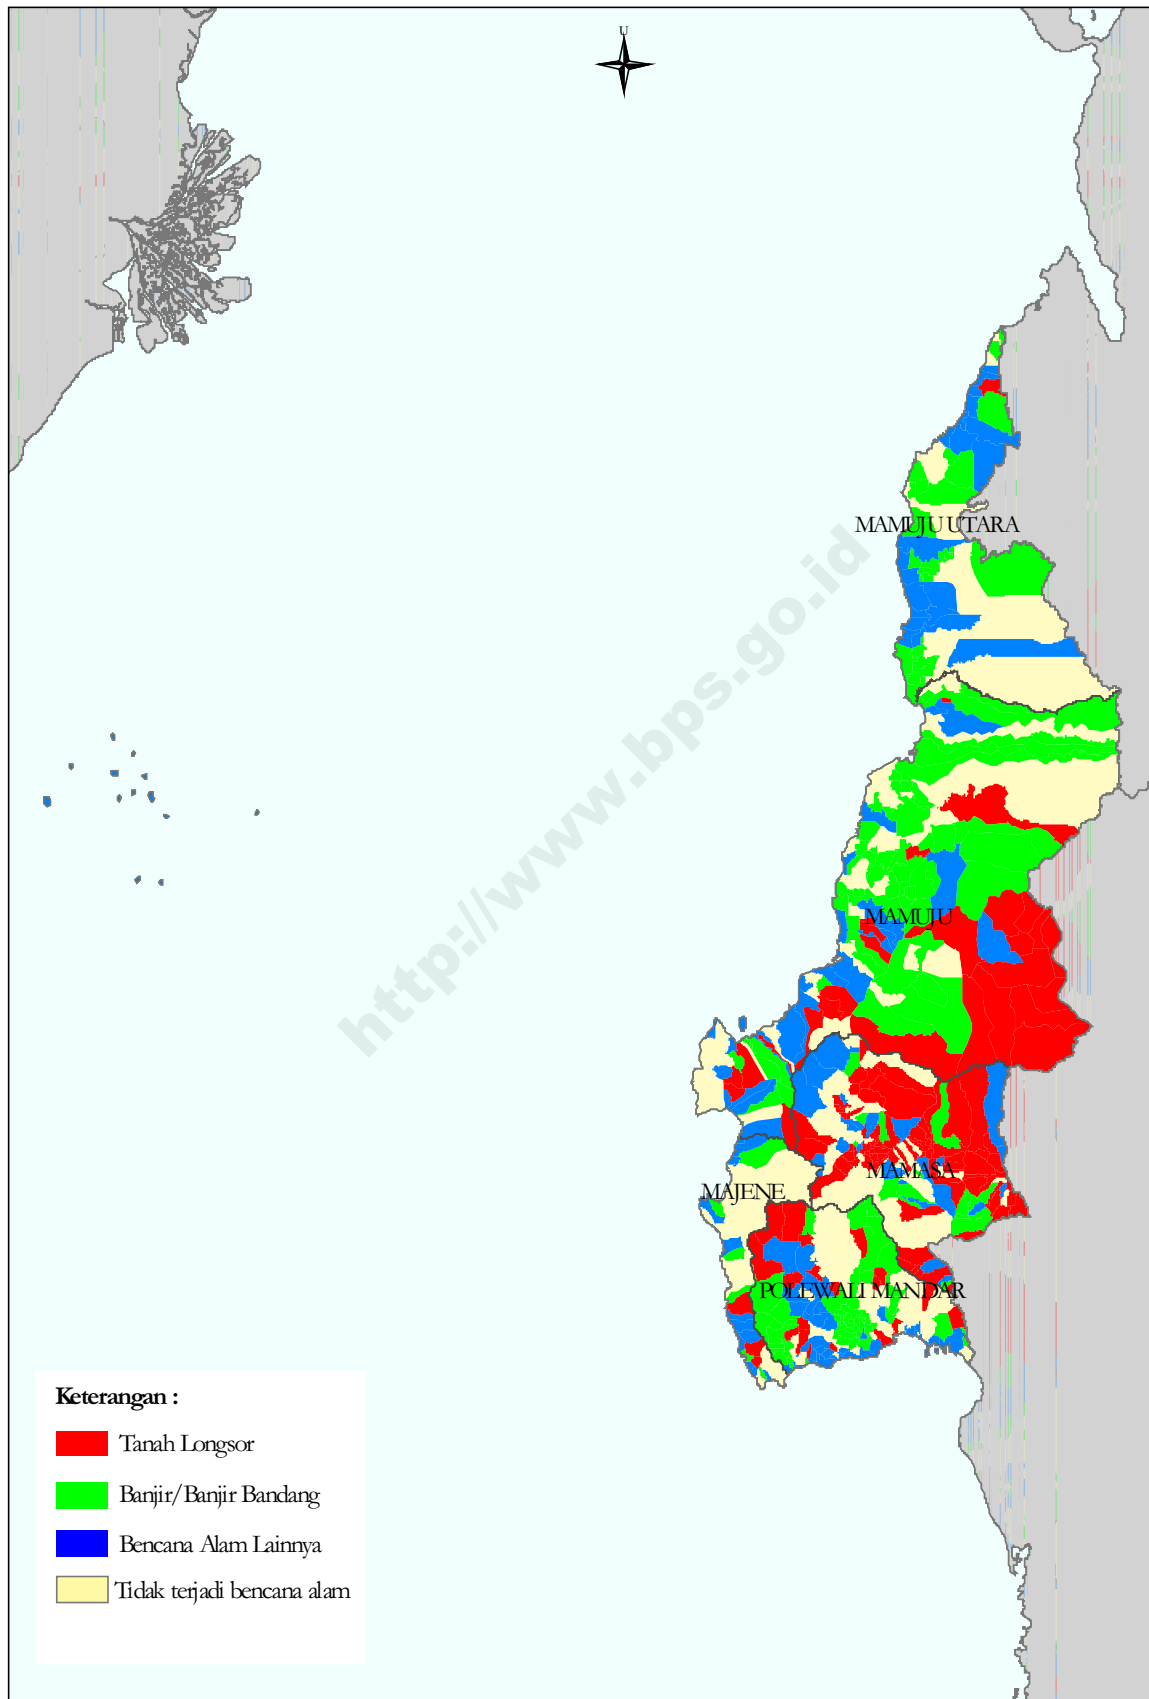 U
MAMUJU UTARA
http://www.bps.go.id
MAMUJU
MAMASA
MAJENE
POLEWALI MANDAR
Keterangan :
Tanah Longsor
Banjir/Banjir Bandang
Bencana Alam Lainnya
Tidak terjadi bencana alam